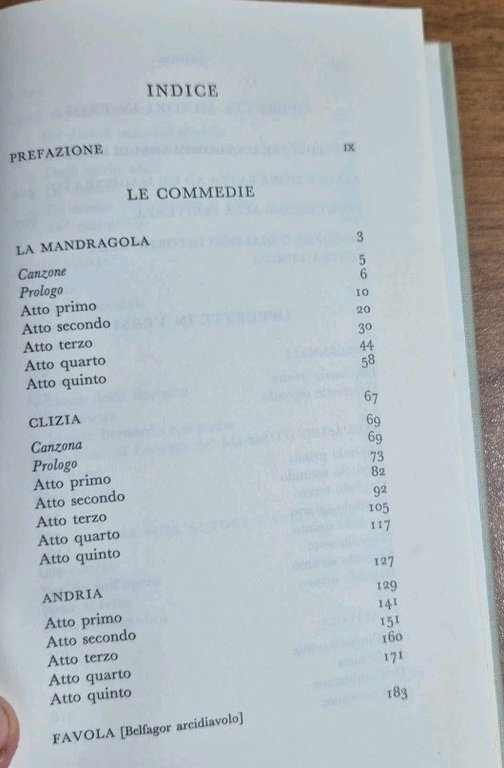 INDICE
PREFAZIONE IX
LE COMMEDIE
LA MANDRAGOLA 3
Canzone 5
Prologo 6
Atto primo 10
Atto secondo 20
Atto terzo 30
Atto quarto 44
Atto quinto 58
CLIZIA 67
Canzona 69
Prologo 69
Atto primo 73
Atto secondo 82
Atto terzo 92
Atto quarto 105
Atto quinto 117
ANDRIA 127
Atto primo 129
Atto secondo 141
Atto terzo 151
Atto quarto 160
Atto quinto 171
FAVOLA [Belfagor arcidiavolo] 183